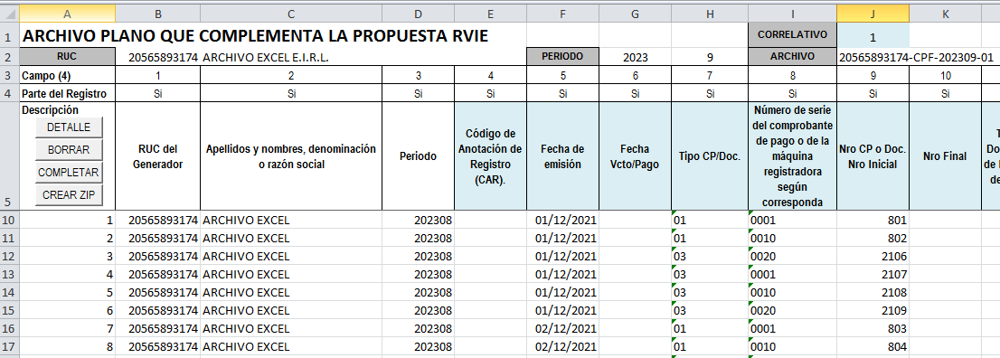 A B C D E F G H I J K
1 ARCHIVO PLANO QUE COMPLEMENTA LA PROPUESTA RVIE CORRELATIVO 1
2 RUC 20565893174 ARCHIVO EXCEL E.I.R.L. PERIODO 2023 9 ARCHIVO 20565893174-CPF-202309-01
3 Campo (4) 1 2 3 4 5 6 7 8 9 10
4 Parte del Registro Si Si Si Si Si Si Si Si Si Si
5 Descripción
DETALLE
BORRAR
COMPLETAR
CREAR ZIP
RUC del
Generador
Apellidos y nombres, denominación
o razón social
Periodo
Código de
Anotación de
Registro
(CAR).
Fecha de
emisión
Fecha
Vcto/Pago
Tipo CP/Doc.
Número de serie
del comprobante
de pago o de la
máquina
registradora
según
corresponda
Nro CP o Doc.
Nro Inicial
Nro Final
10 1 20565893174 ARCHIVO EXCEL 202308 01/12/2021 01 0001 801
11 2 20565893174 ARCHIVO EXCEL 202308 01/12/2021 01 0010 802
12 3 20565893174 ARCHIVO EXCEL 202308 01/12/2021 03 0020 2106
13 4 20565893174 ARCHIVO EXCEL 202308 01/12/2021 03 0001 2107
14 5 20565893174 ARCHIVO EXCEL 202308 01/12/2021 03 0010 2108
15 6 20565893174 ARCHIVO EXCEL 202308 01/12/2021 03 0020 2109
16 7 20565893174 ARCHIVO EXCEL 202308 02/12/2021 01 0001 803
17 8 20565893174 ARCHIVO EXCEL 202308 02/12/2021 01 0010 804